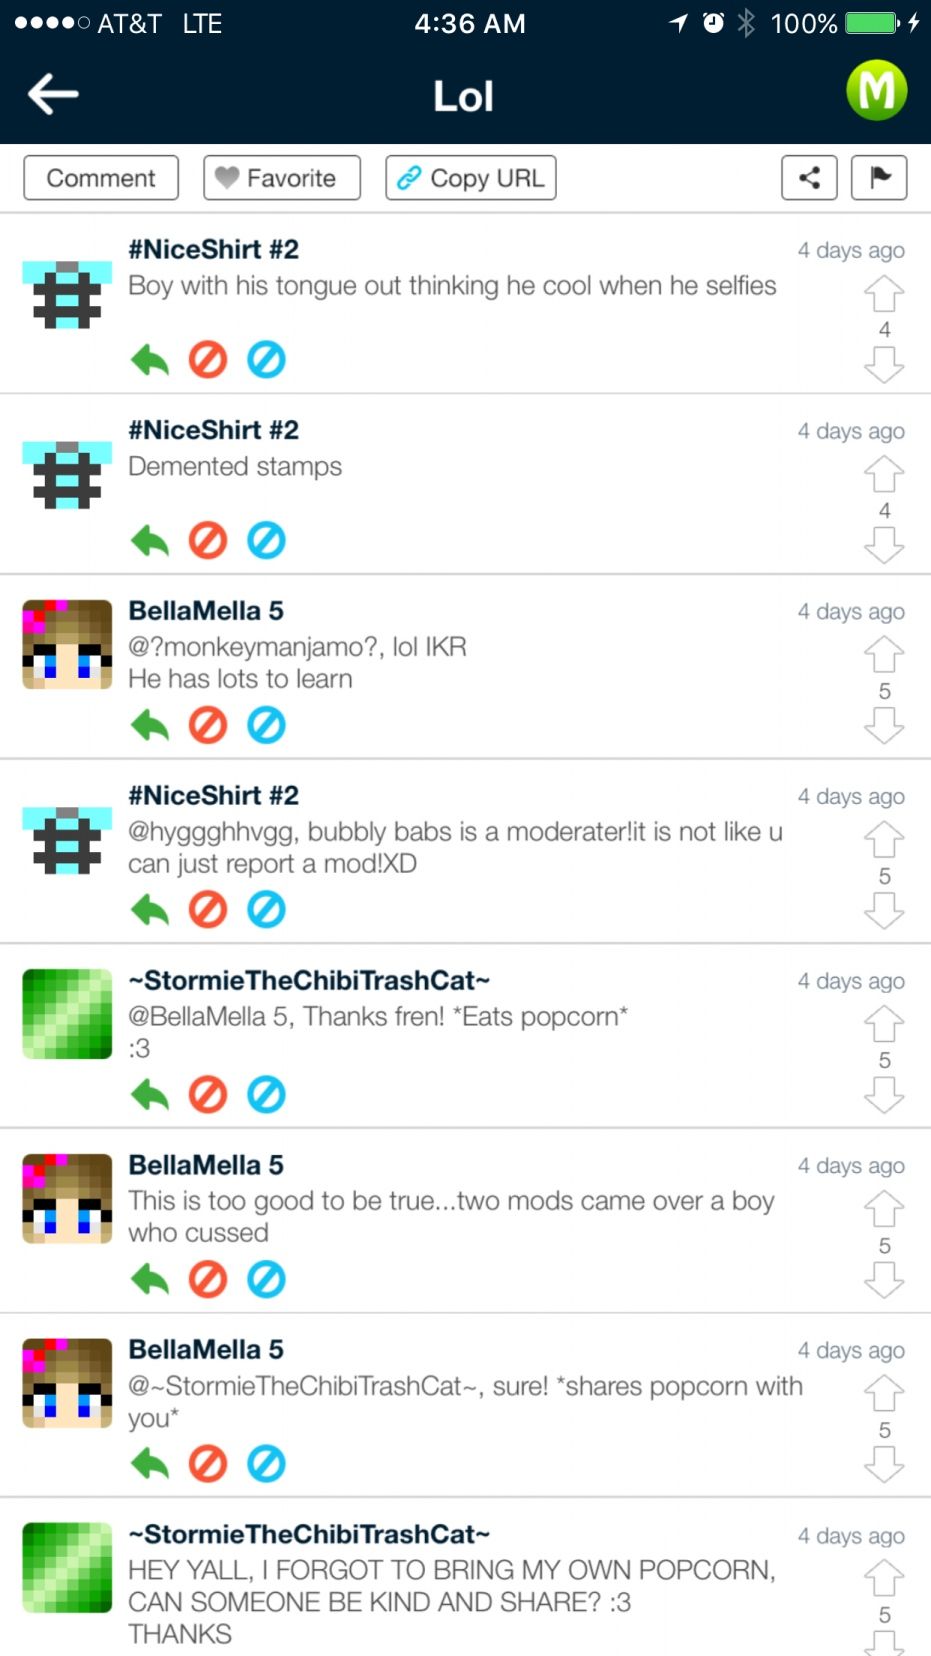 AT&T LTE 4:36 AM 100%
Lol
M
Comment Favorite Copy URL
#NiceShirt #2 4 days ago
Boy with his tongue out thinking he cool when he selfies
4
#NiceShirt #2 4 days ago
Demented stamps
4
BellaMella 5 4 days ago
@?monkeymanjamo?, lol IKR
He has lots to learn
5
#NiceShirt #2 4 days ago
@hyggghhvgg, bubbly babs is a moderater!it is not like u
can just report a mod!XD
5
~StormieTheChibiTrashCat~ 4 days ago
@BellaMella 5, Thanks fren! *Eats popcorn*
:3
5
BellaMella 5 4 days ago
This is too good to be true...two mods came over a boy
who cussed
5
BellaMella 5 4 days ago
@~StormieTheChibiTrashCat~, sure! *shares popcorn with
you*
5
~StormieTheChibiTrashCat~ 4 days ago
HEY YALL, I FORGOT TO BRING MY OWN POPCORN,
CAN SOMEONE BE KIND AND SHARE? :3
THANKS
5